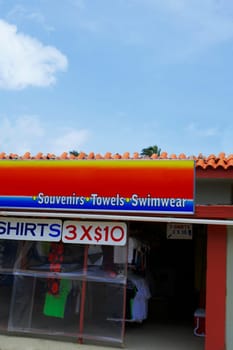 Souvenirs · Towels · Swimwear
SHIRTS 3 X $10